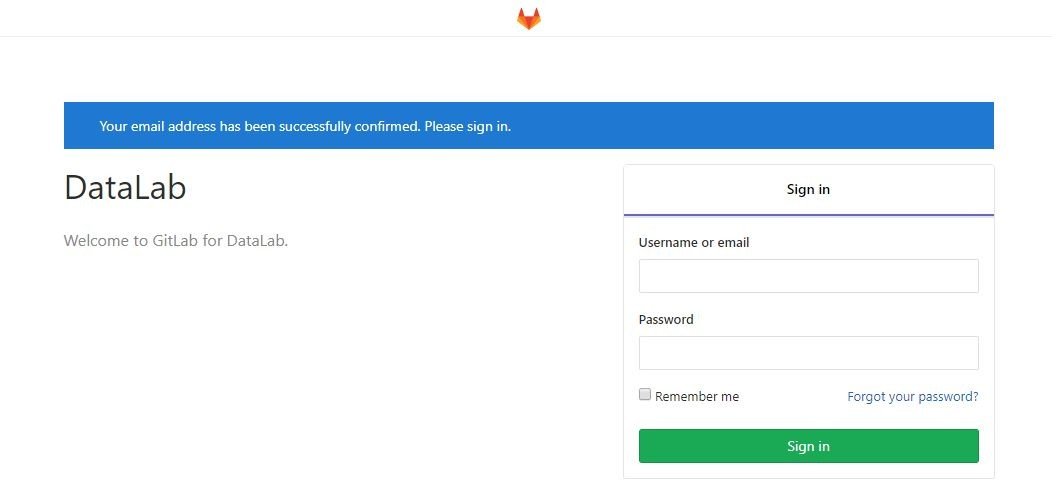 Your email address has been successfully confirmed. Please sign in.
DataLab
Welcome to GitLab for DataLab.
Sign in
Username or email
Password
Remember me
Forgot your password?
Sign in